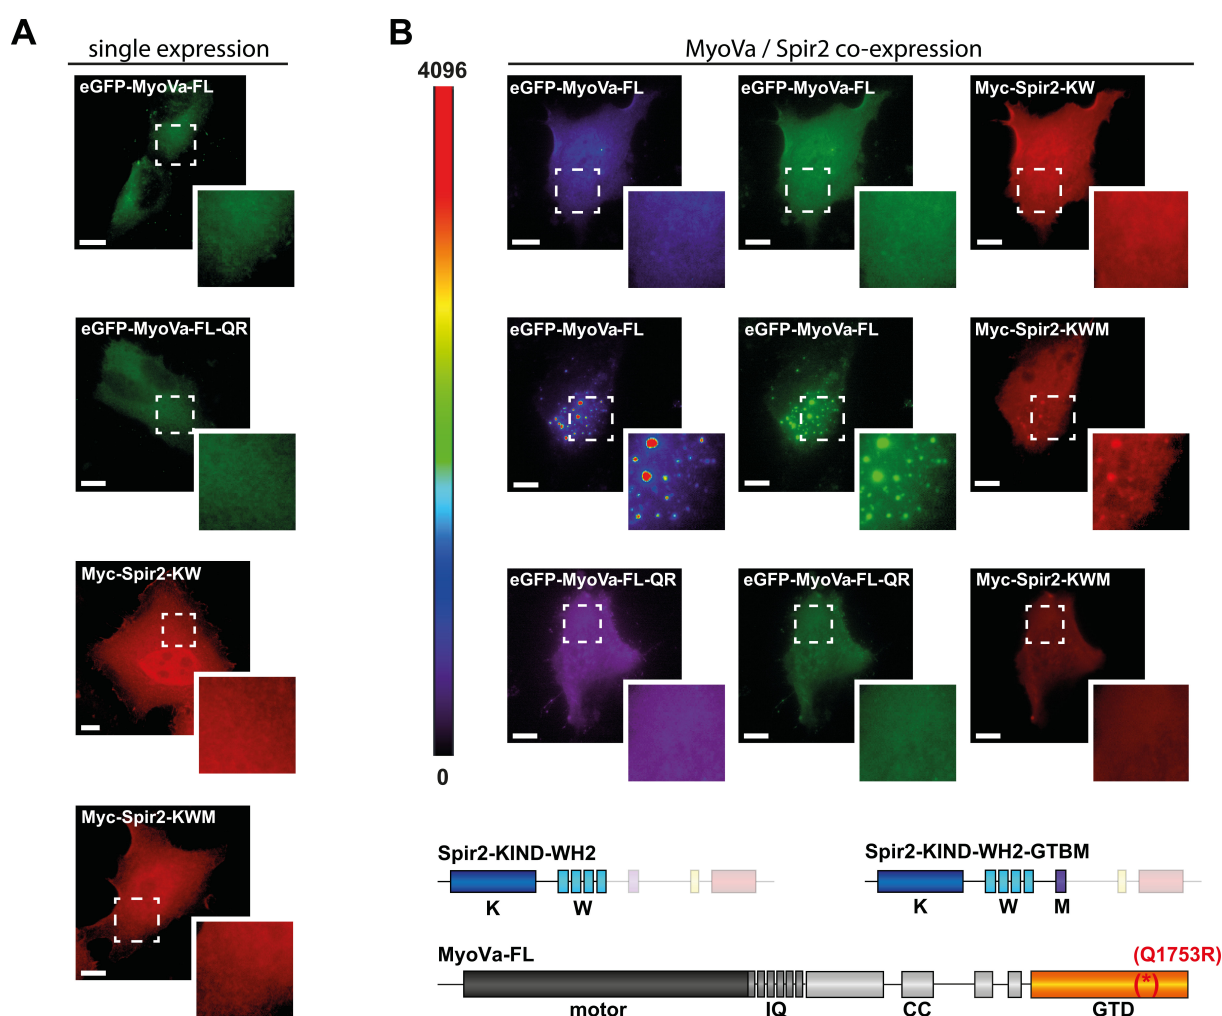 A
B
single expression
MyoVa / Spir2 co-expression
4096
eGFP-MyoVa-FL
eGFP-MyoVa-FL-QR
Myc-Spir2-KW
Myc-Spir2-KWM
eGFP-MyoVa-FL
eGFP-MyoVa-FL
Myc-Spir2-KW
eGFP-MyoVa-FL
eGFP-MyoVa-FL
Myc-Spir2-KWM
eGFP-MyoVa-FL-QR
eGFP-MyoVa-FL-QR
Myc-Spir2-KWM
0
Spir2-KIND-WH2
K W
Spir2-KIND-WH2-GTBM
K W M
MyoVa-FL
(Q1753R)
(*)
motor IQ CC GTD